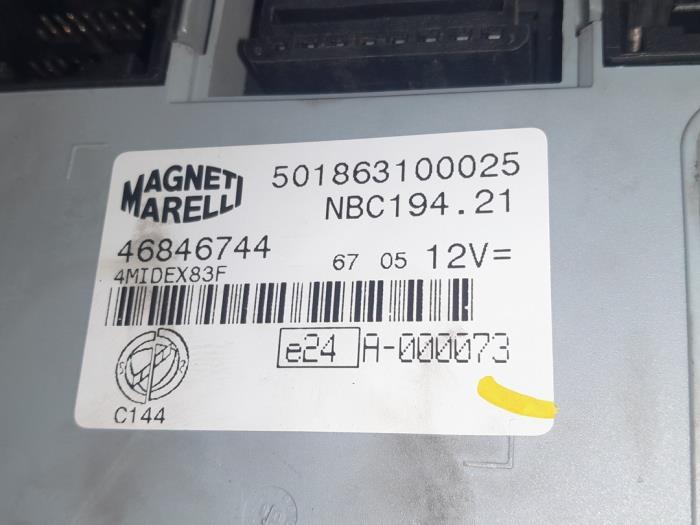 MAGNETI
MARELLI
501863100025
NBC194.21
46846744
67 05 12V=
4MIDEX83F
e24 A-000073
C144